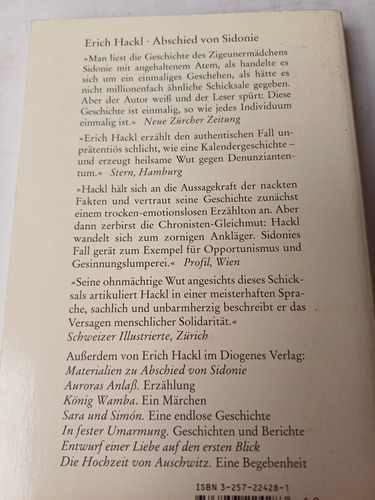 Erich Hackl · Abschied von Sidonie
»Man liest die Geschichte des Zigeunermädchens
Sidonie mit angehaltenem Atem, als handelte es
sich um ein einmaliges Geschehen, als hätte es
nicht millionenfach ähnliche Schicksale gegeben.
Aber der Autor weiß und der Leser spürt: Diese
Geschichte ist einmalig, so wie jedes Individuum
einmalig ist.« Neue Zürcher Zeitung
»Erich Hackl erzählt den authentischen Fall un-
prätentiös schlicht, wie eine Kalendergeschichte –
und erzeugt heilsame Wut gegen Denunzianten-
tum.« Stern, Hamburg
»Hackl hält sich an die Aussagekraft der nackten
Fakten und vertraut seine Geschichte zunächst
einem trocken-emotionslosen Erzählton an. Aber
dann zerbirst die Chronisten-Gleichmut: Hackl
wandelt sich zum zornigen Ankläger. Sidonies
Fall gerät zum Exempel für Opportunismus und
Gesinnungslumperei.« Profil, Wien
»Seine ohnmächtige Wut angesichts dieses Schick-
sals artikuliert Hackl in einer meisterhaften Spra-
che, sachlich und unbarmherzig beschreibt er das
Versagen menschlicher Solidarität.«
Schweizer Illustrierte, Zürich
Außerdem von Erich Hackl im Diogenes Verlag:
Materialien zu Abschied von Sidonie
Auroras Anlaß. Erzählung
König Wamba. Ein Märchen
Sara und Simón. Eine endlose Geschichte
In fester Umarmung. Geschichten und Berichte
Entwurf einer Liebe auf den ersten Blick
Die Hochzeit von Auschwitz. Eine Begebenheit
ISBN 3-257-22428-1